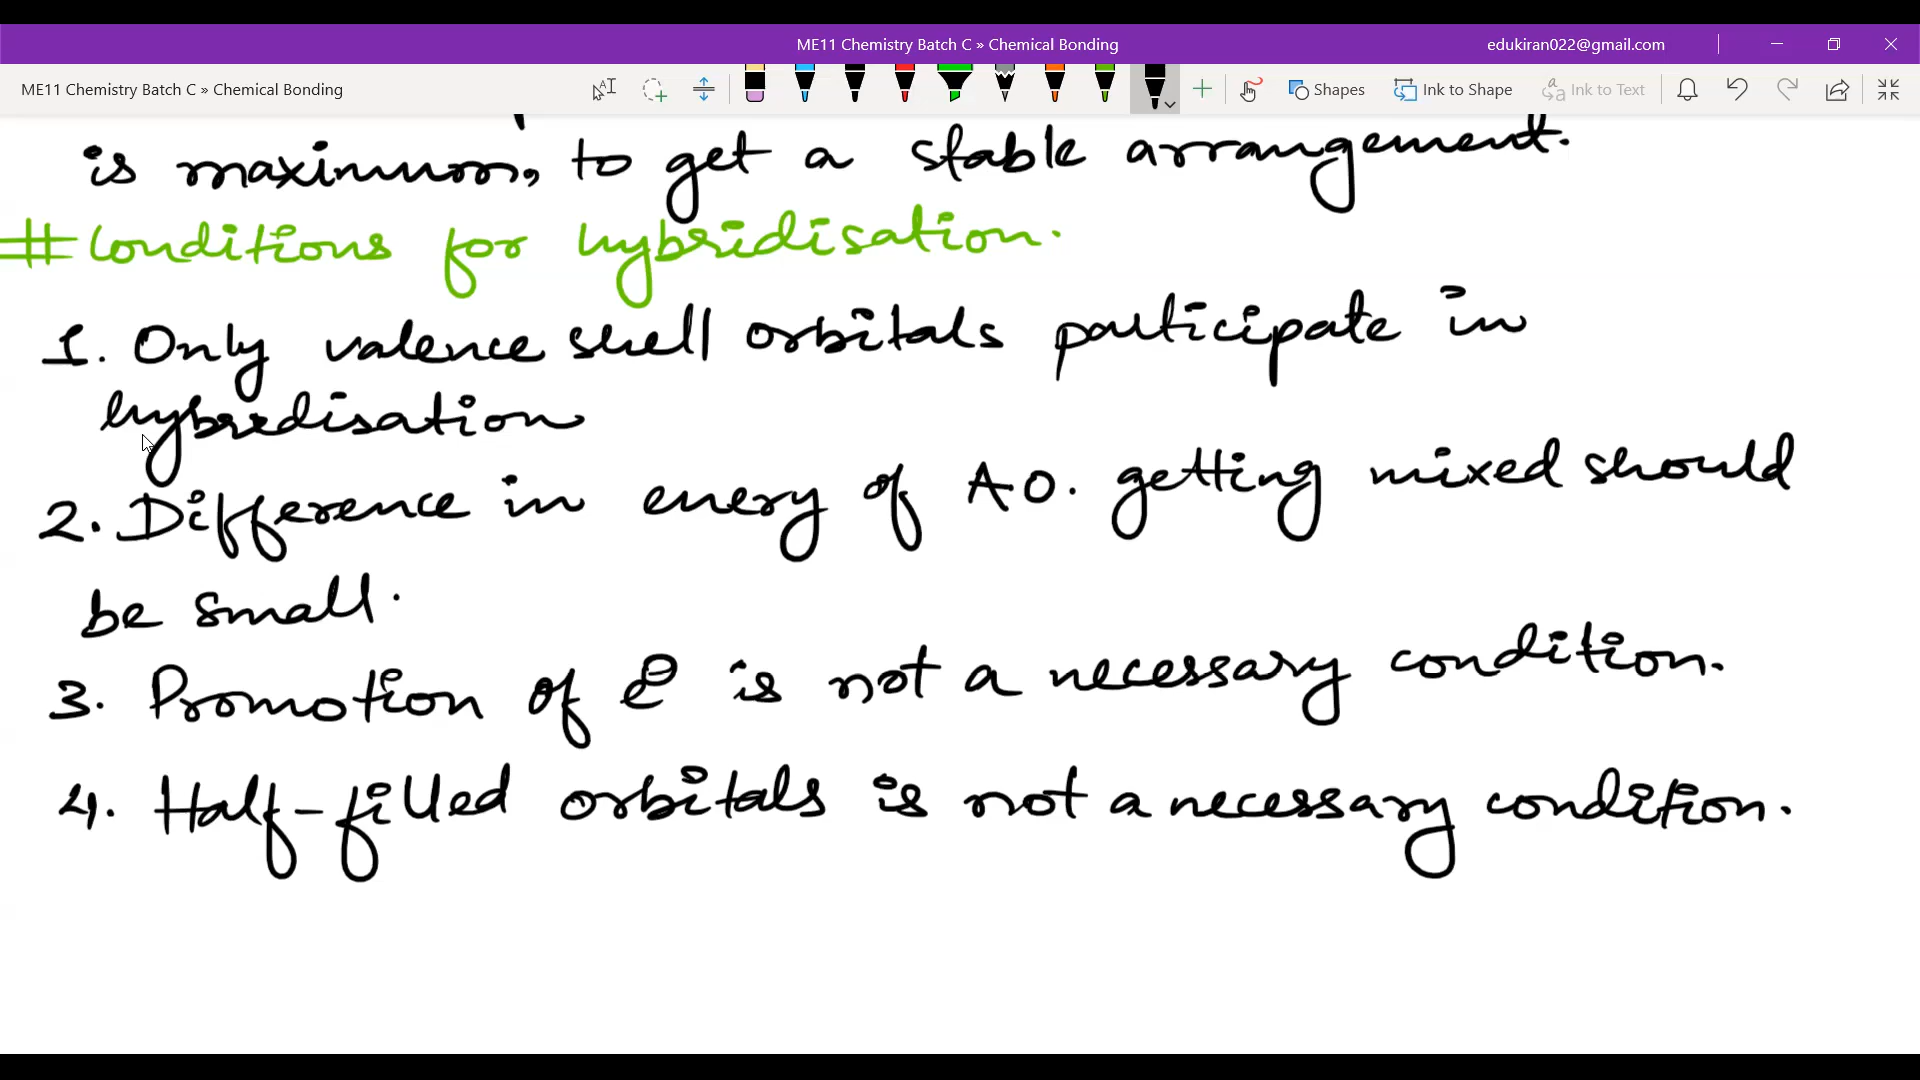 ME11 Chemistry Batch C » Chemical Bonding
edukiran022@gmail.com
ME11 Chemistry Batch C » Chemical Bonding
Shapes
Ink to Shape
Ink to Text
is maximum, to get a stable arrangement.
# Conditions for hybridisation.
1. Only valence shell orbitals participate in
hybredisation
2. Difference in enery of AO. getting mixed should
be small.
3. Promotion of e is not a necessary condition.
4. Half-filled orbitals is not a necessary condition.